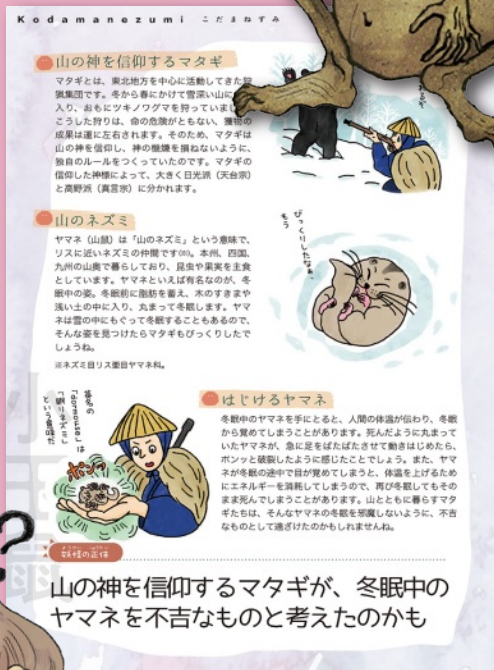 Kodamanezumi こだまねずみ
山の神を信仰するマタギ
マタギとは、東北地方を中心に活動してきた狩
猟集団です。冬から春にかけて雪深い山に
入り、おもにツキノワグマを狩っていまし
こうした狩りは、命の危険がともない、獲物の
成果は運に左右されます。そのため、マタギは
山の神を信仰し、神の機嫌を損ねないように、
独自のルールをつくっていたのです。マタギの
信仰した神様によって、大きく日光派（天台宗）
と高野派（真言宗）に分かれます。
山のネズミ
ヤマネ（山鼠）は「山のネズミ」という意味で、
リスに近いネズミの仲間です(※)。本州、四国、
九州の山奥で暮らしており、昆虫や果実を主食
としています。ヤマネといえば有名なのが、冬
眠中の姿。冬眠前に脂肪を蓄え、木のすきまや
浅い土の中に入り、丸まって冬眠します。ヤマ
ネは雪の中にもぐって冬眠することもあるので、
そんな姿を見つけたらマタギもびっくりしたで
しょうね。
※ネズミ目リス亜目ヤマネ科。
もう
びっくりしたなぁ、
はじけるヤマネ
冬眠中のヤマネを手にとると、人間の体温が伝わり、冬眠
から覚めてしまうことがあります。死んだように丸まって
いたヤマネが、急に足をばたばたさせて動きはじめたら、
ポンッと破裂したように感じたことでしょう。また、ヤマ
ネが冬眠の途中で目が覚めてしまうと、体温を上げるため
にエネルギーを消耗してしまうので、再び冬眠してもその
まま死んでしまうことがあります。山とともに暮らすマタ
ギたちは、そんなヤマネの冬眠を邪魔しないように、不吉
なものとして遠ざけたのかもしれませんね。
英名の
「dormouse」は
「眠りネズミ」
という意味だ
ポンッ
妖怪の正体
山の神を信仰するマタギが、冬眠中の
ヤマネを不吉なものと考えたのかも